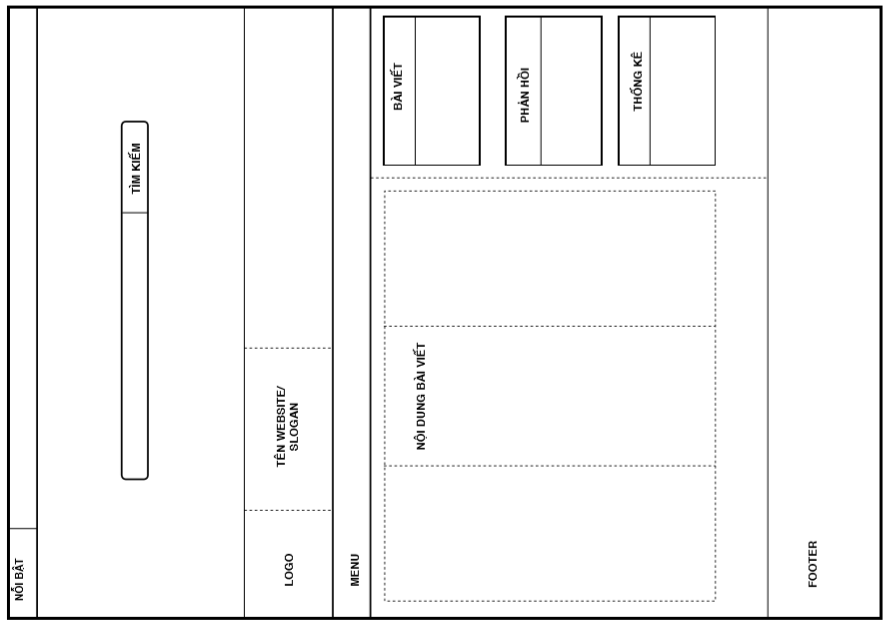 NỔI BẬT
TÌM KIẾM
LOGO
TÊN WEBSITE/
SLOGAN
MENU
NỘI DUNG BÀI VIẾT
BÀI VIẾT
PHẢN HỒI
THỐNG KÊ
FOOTER